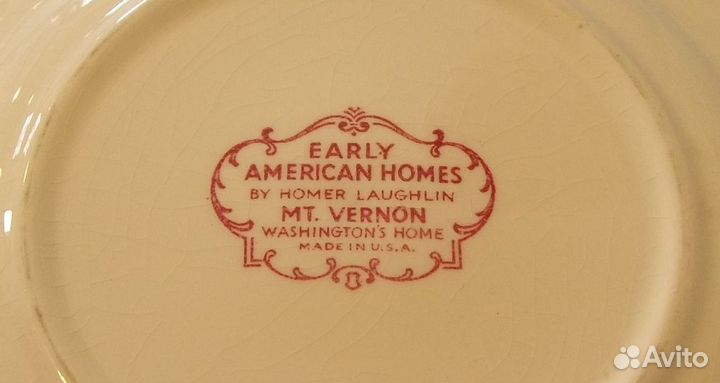 EARLY
AMERICAN HOMES
BY HOMER LAUGHLIN
MT. VERNON
WASHINGTON'S HOME
MADE IN U.S.A.
Avito